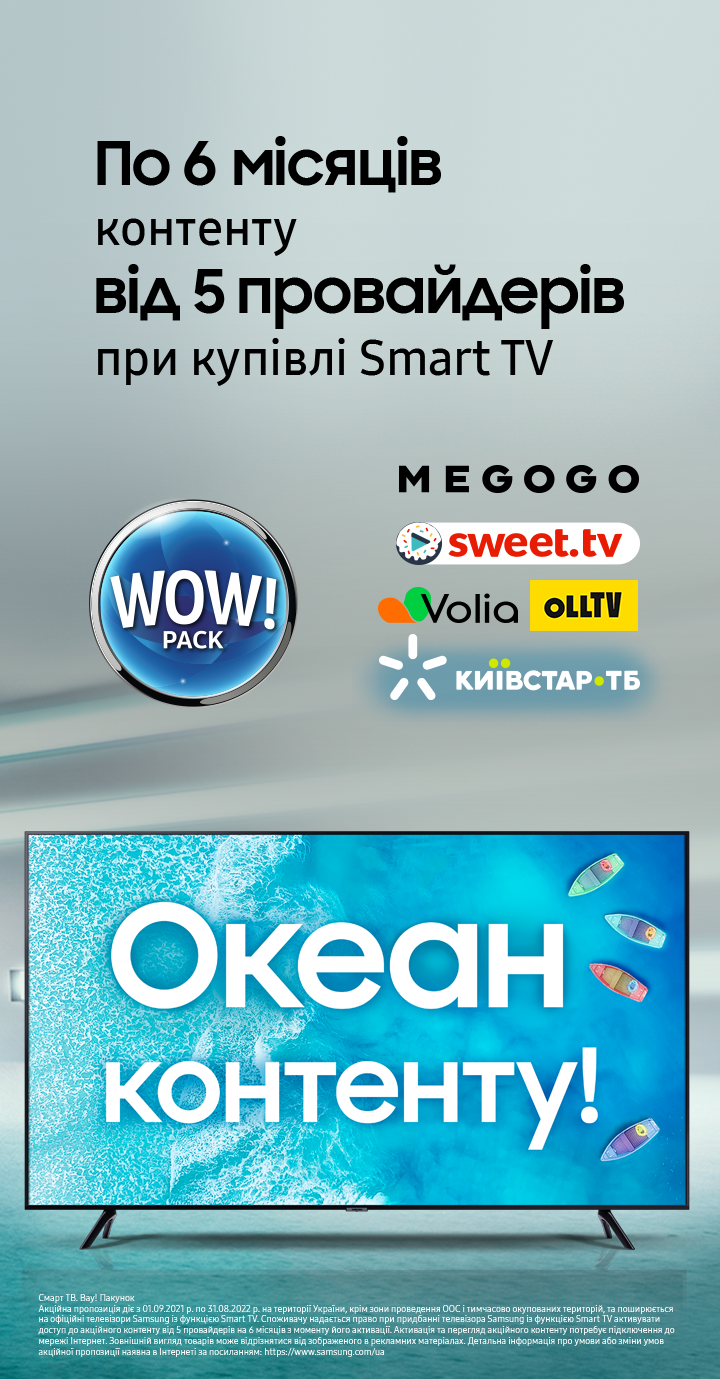 По 6 місяців
контенту
від 5 провайдерів
при купівлі Smart TV
MEGOGO
sweet.tv
WOW!
PACK
Volia
OLLTV
КИЇВСТАР•ТБ
Океан
контенту!
Смарт ТВ. Вау! Пакунок
Акційна пропозиція діє з 01.09.2021 р. по 31.08.2022 р. на території України, крім зони проведення ООС і тимчасово окупованих територій, та поширюється
на офіційні телевізори Samsung із функцією Smart TV. Споживачу надається право при придбанні телевізора Samsung із функцією Smart TV активувати
доступ до акційного контенту від 5 провайдерів на 6 місяців з моменту його активації. Активація та перегляд акційного контенту потребує підключення до
мережі Інтернет. Зовнішній вигляд товарів може відрізнятися від зображеного в рекламних матеріалах. Детальна інформація про умови або зміни умов
акційної пропозиції наявна в Інтернеті за посиланням: https://www.samsung.com/ua